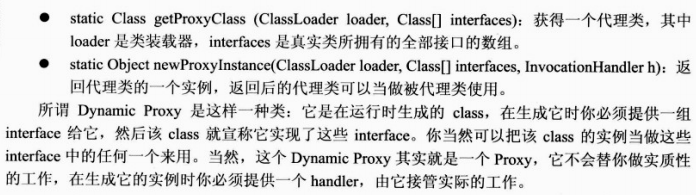 ● static Class getProxyClass (ClassLoader loader, Class[] interfaces)：获得一个代理类，其中
loader 是类装载器，interfaces 是真实类所拥有的全部接口的数组。
● static Object newProxyInstance(ClassLoader loader, Class[] interfaces, InvocationHandler h)：返
回代理类的一个实例，返回后的代理类可以当做被代理类使用。
所谓 Dynamic Proxy 是这样一种类：它是在运行时生成的 class，在生成它时你必须提供一组
interface 给它，然后该 class 就宣称它实现了这些 interface。你当然可以把该 class 的实例当做这些
interface 中的任何一个来用。当然，这个 Dynamic Proxy 其实就是一个 Proxy，它不会替你做实质性
的工作，在生成它的实例时你必须提供一个 handler，由它接管实际的工作。